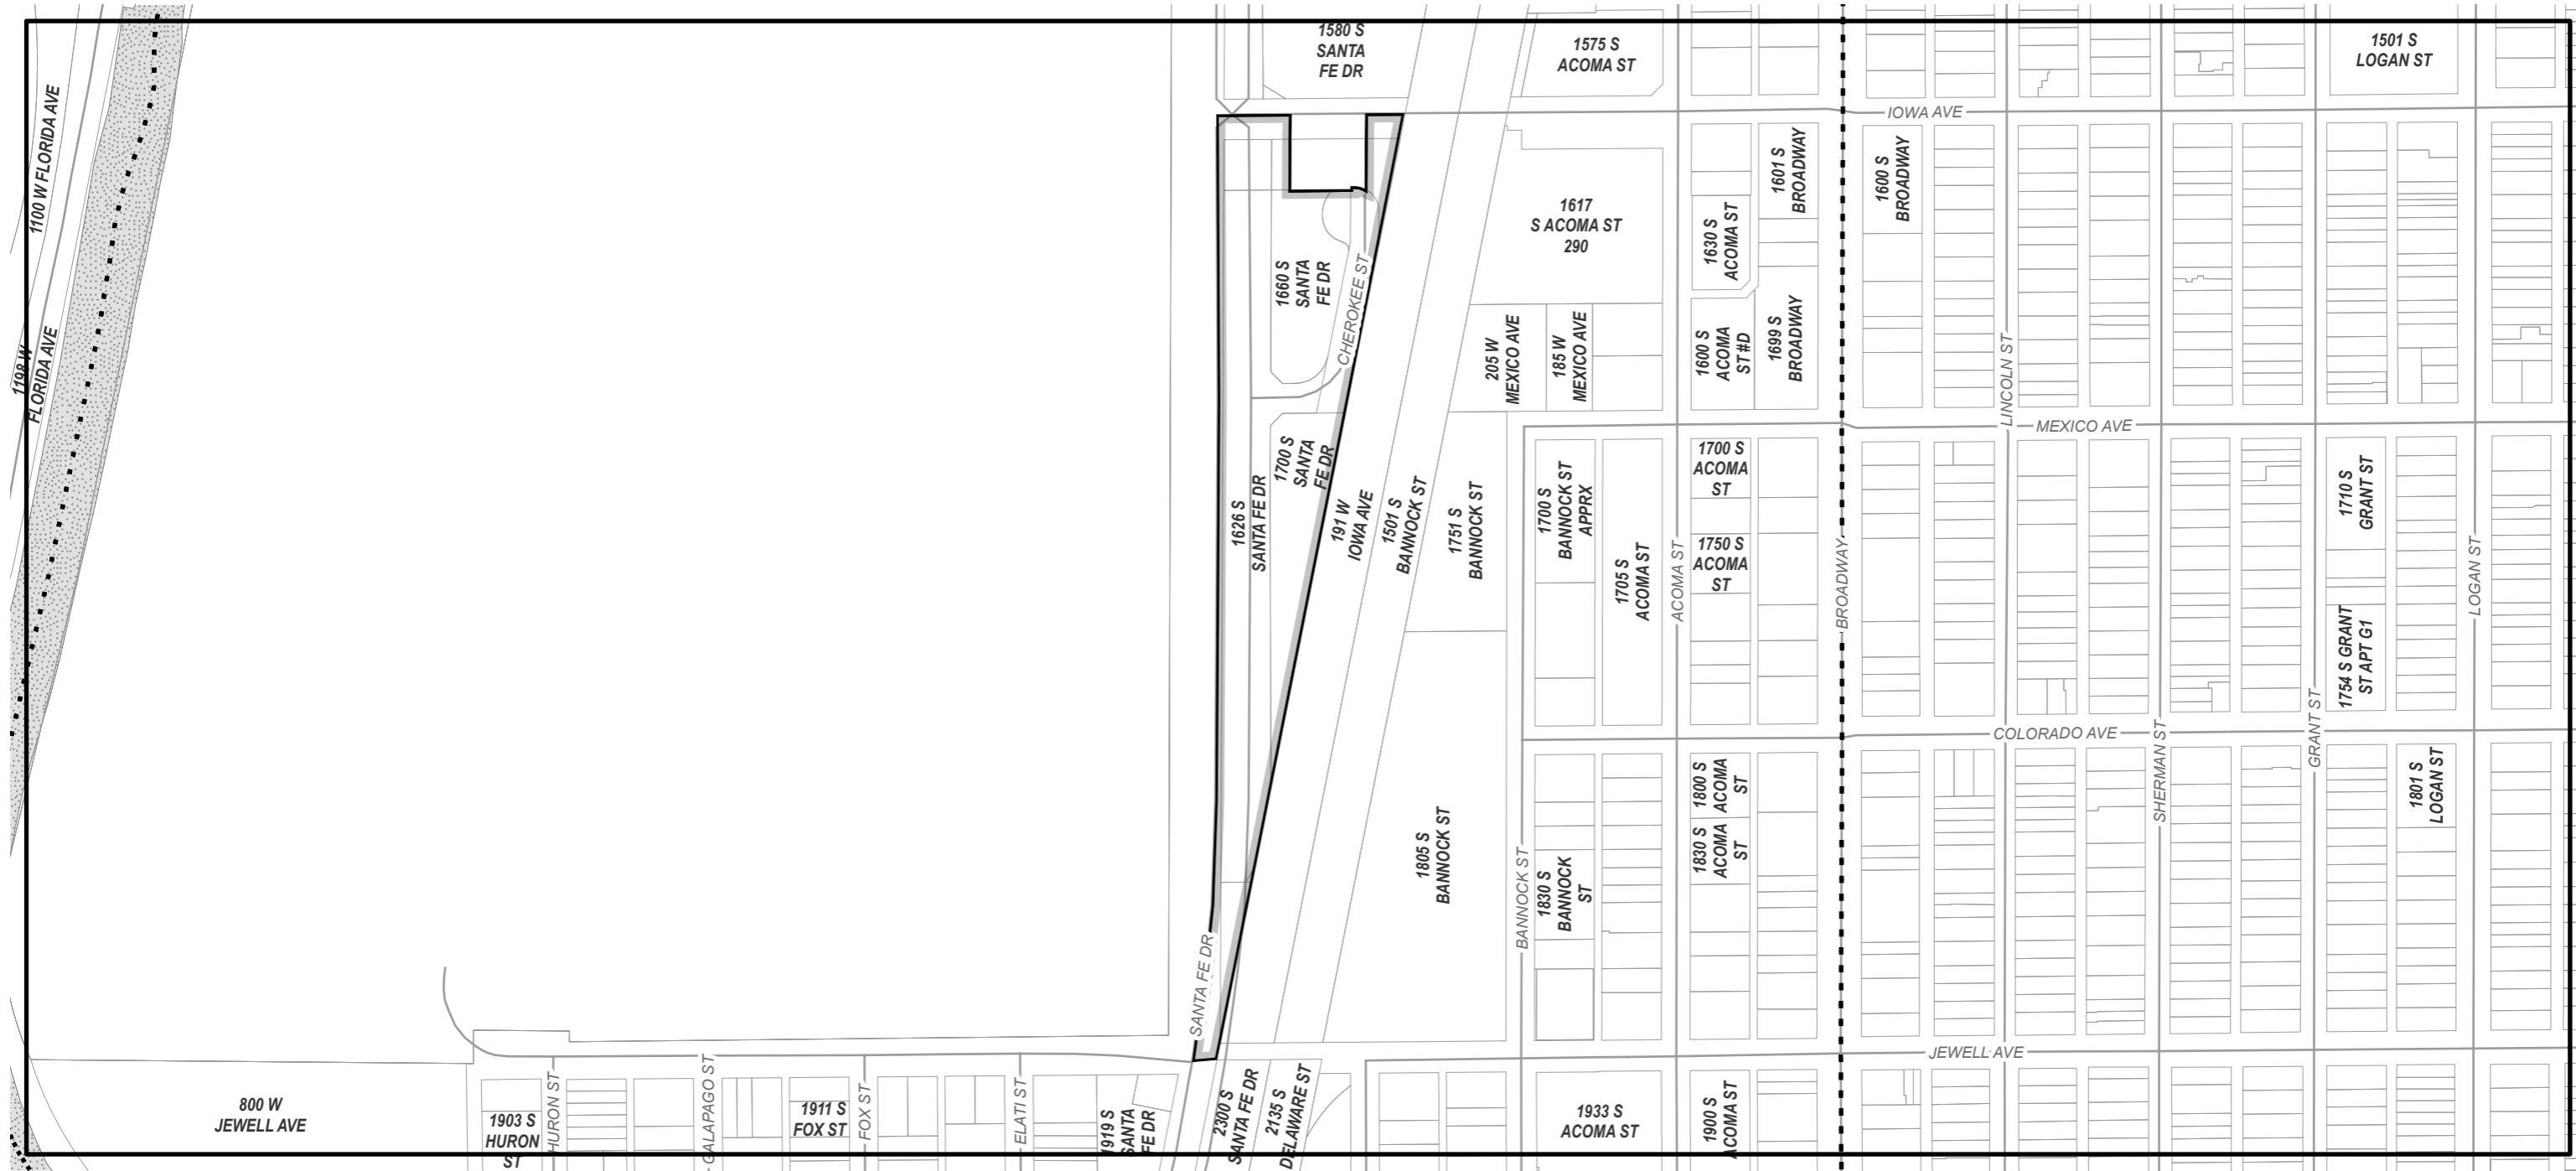 1580 S
SANTA
FE DR
1575 S
ACOMA ST
1501 S
LOGAN ST
IOWA AVE
1100 W FLORIDA AVE
1198 W
FLORIDA AVE
1660 S
SANTA
FE DR
CHEROKEE ST
1617
S ACOMA ST
290
1630 S
ACOMA ST
1601 S
BROADWAY
1600 S
BROADWAY
205 W
MEXICO AVE
185 W
MEXICO AVE
1600 S
ACOMA
ST #D
1699 S
BROADWAY
LINCOLN ST
MEXICO AVE
1700 S
SANTA
FE DR
1626 S
SANTA FE DR
191 W
IOWA AVE
1501 S
BANNOCK ST
1751 S
BANNOCK ST
1700 S
BANNOCK ST
APPRX
1705 S
ACOMA ST
ACOMA ST
1700 S
ACOMA
ST
1750 S
ACOMA
ST
BROADWAY
1710 S
GRANT ST
1754 S GRANT
ST APT G1
LOGAN ST
COLORADO AVE
SHERMAN ST
GRANT ST
1801 S
LOGAN ST
1805 S
BANNOCK ST
BANNOCK ST
1830 S
BANNOCK
ST
1800 S
ACOMA
ST
1830 S
ACOMA
ST
SANTA FE DR
JEWELL AVE
800 W
JEWELL AVE
1903 S
HURON
ST
HURON ST
GALAPAGO ST
1911 S
FOX ST
FOX ST
ELATI ST
1919 S
SANTA
FE DR
2300 S
SANTA FE DR
2135 S
DELAWARE ST
1933 S
ACOMA ST
1900 S
ACOMA ST